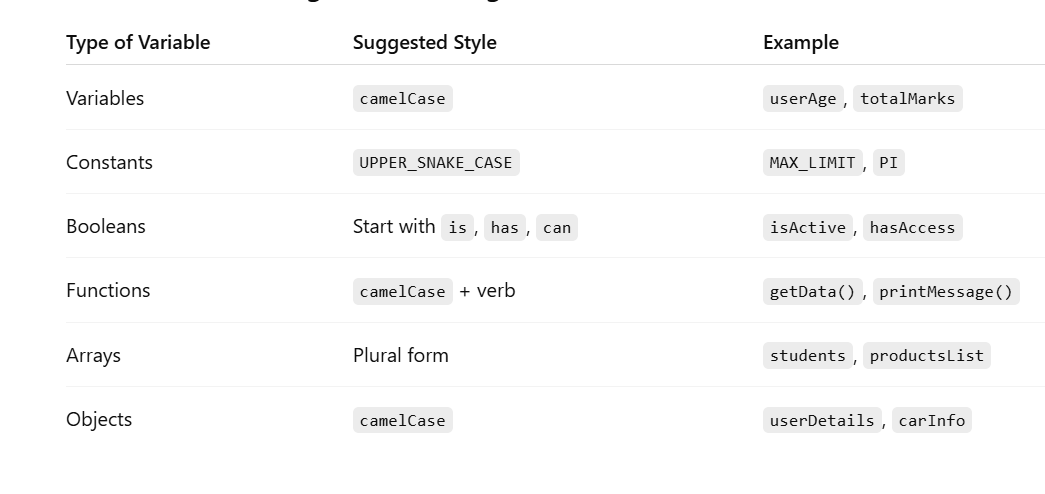 Type of Variable Suggested Style Example
Variables camelCase userAge, totalMarks
Constants UPPER_SNAKE_CASE MAX_LIMIT, PI
Booleans Start with is, has, can isActive, hasAccess
Functions camelCase + verb getData(), printMessage()
Arrays Plural form students, productsList
Objects camelCase userDetails, carInfo